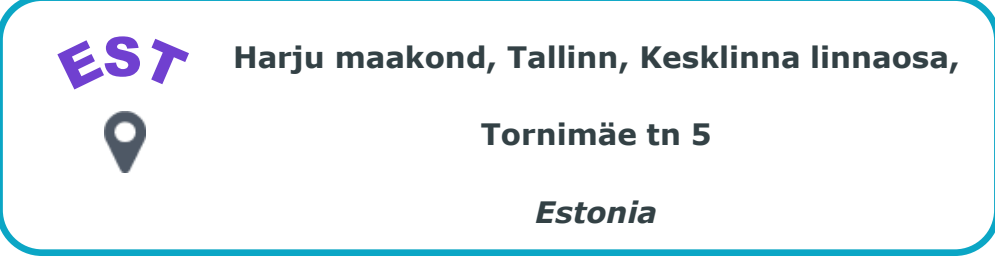 EST
Harju maakond, Tallinn, Kesklinna linnaosa,
Tornimäe tn 5
Estonia